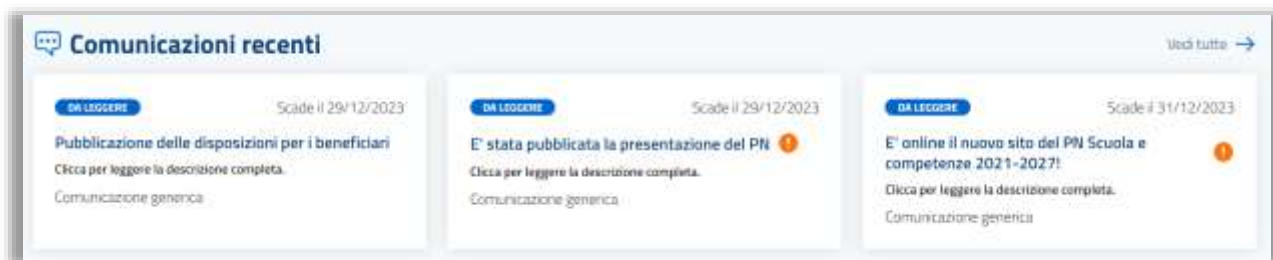 Comunicazioni recenti
Vedi tutte
DA LEGGERE
Scade il 29/12/2023
Pubblicazione delle disposizioni per i beneficiari
Clicca per leggere la descrizione completa.
Comunicazione generica
DA LEGGERE
Scade il 29/12/2023
E' stata pubblicata la presentazione del PN
Clicca per leggere la descrizione completa.
Comunicazione generica
DA LEGGERE
Scade il 31/12/2023
E' online il nuovo sito del PN Scuola e
competenze 2021-2027!
Clicca per leggere la descrizione completa.
Comunicazione generica